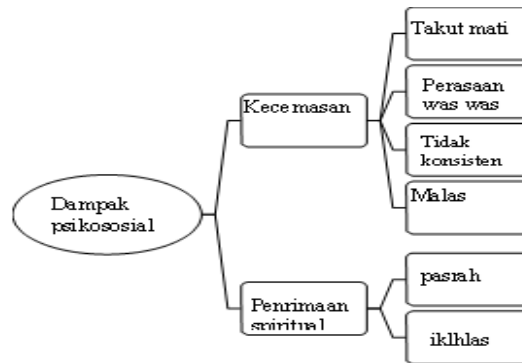 Dampak
psikososial
Kecemasan
Takut mati
Perasaan
was was
Tidak
konsisten
Malas
Penrimaan
spiritual
pasrah
iklhlas